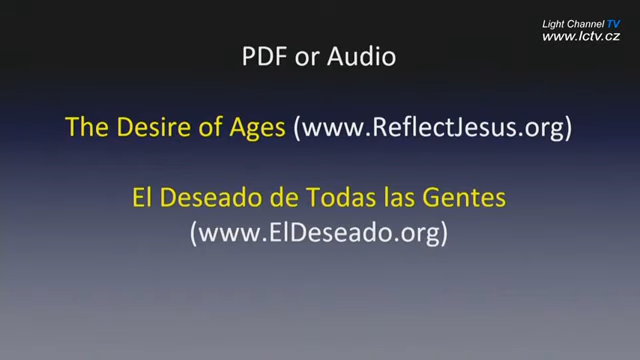 Light Channel TV
www.lctv.cz
PDF or Audio
The Desire of Ages (www.ReflectJesus.org)
El Deseado de Todas las Gentes
(www.ElDeseado.org)